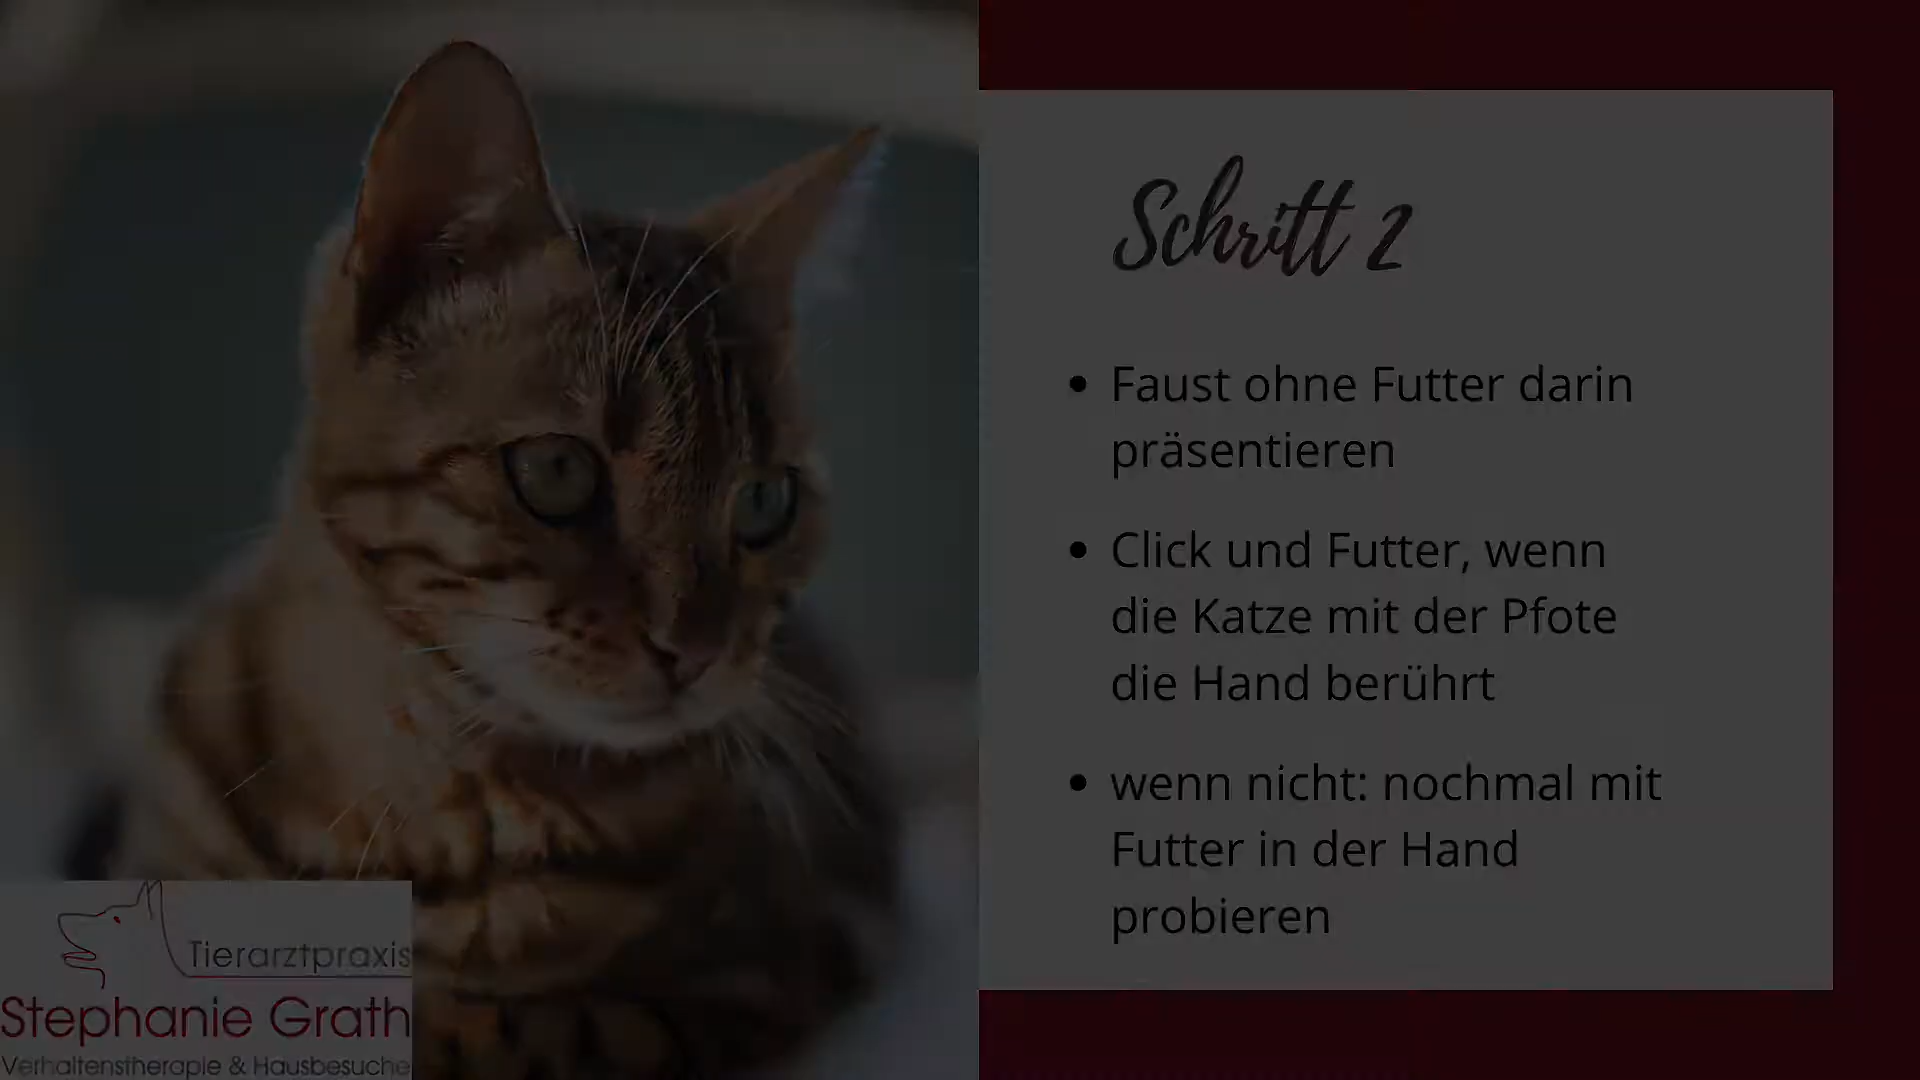 Schritt 2
• Faust ohne Futter darin
präsentieren
• Click und Futter, wenn
die Katze mit der Pfote
die Hand berührt
• wenn nicht: nochmal mit
Futter in der Hand
probieren
Tierarztpraxis
Stephanie Grath
Verhaltenstherapie & Hausbesuche